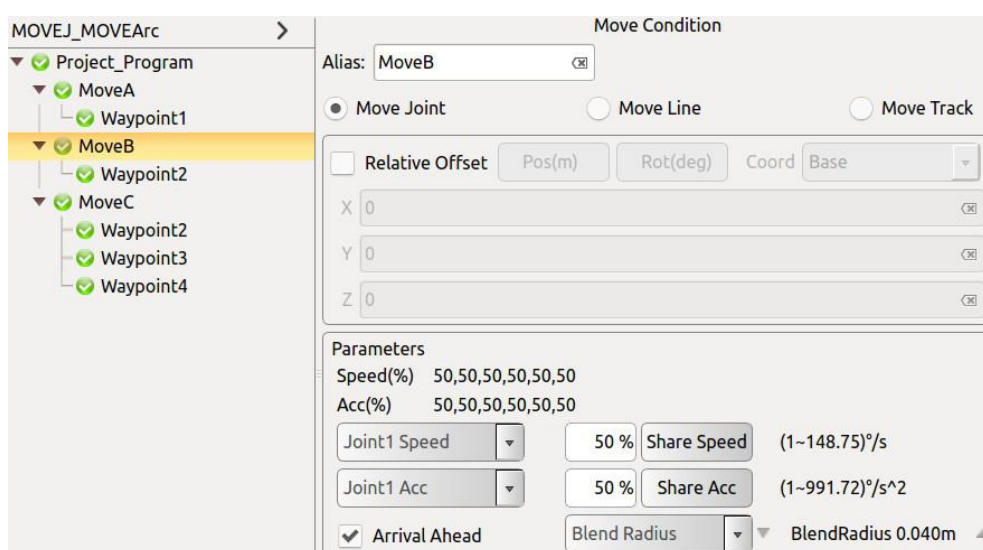 MOVEJ_MOVEArc
Project_Program
MoveA
Waypoint1
MoveB
Waypoint2
MoveC
Waypoint2
Waypoint3
Waypoint4
Move Condition
Alias: MoveB
Move Joint Move Line Move Track
Relative Offset Pos(m) Rot(deg) Coord Base
X 0
Y 0
Z 0
Parameters
Speed(%) 50,50,50,50,50,50
Acc(%) 50,50,50,50,50,50
Joint1 Speed 50 % Share Speed (1~148.75)°/s
Joint1 Acc 50 % Share Acc (1~991.72)°/s^2
Arrival Ahead Blend Radius BlendRadius 0.040m